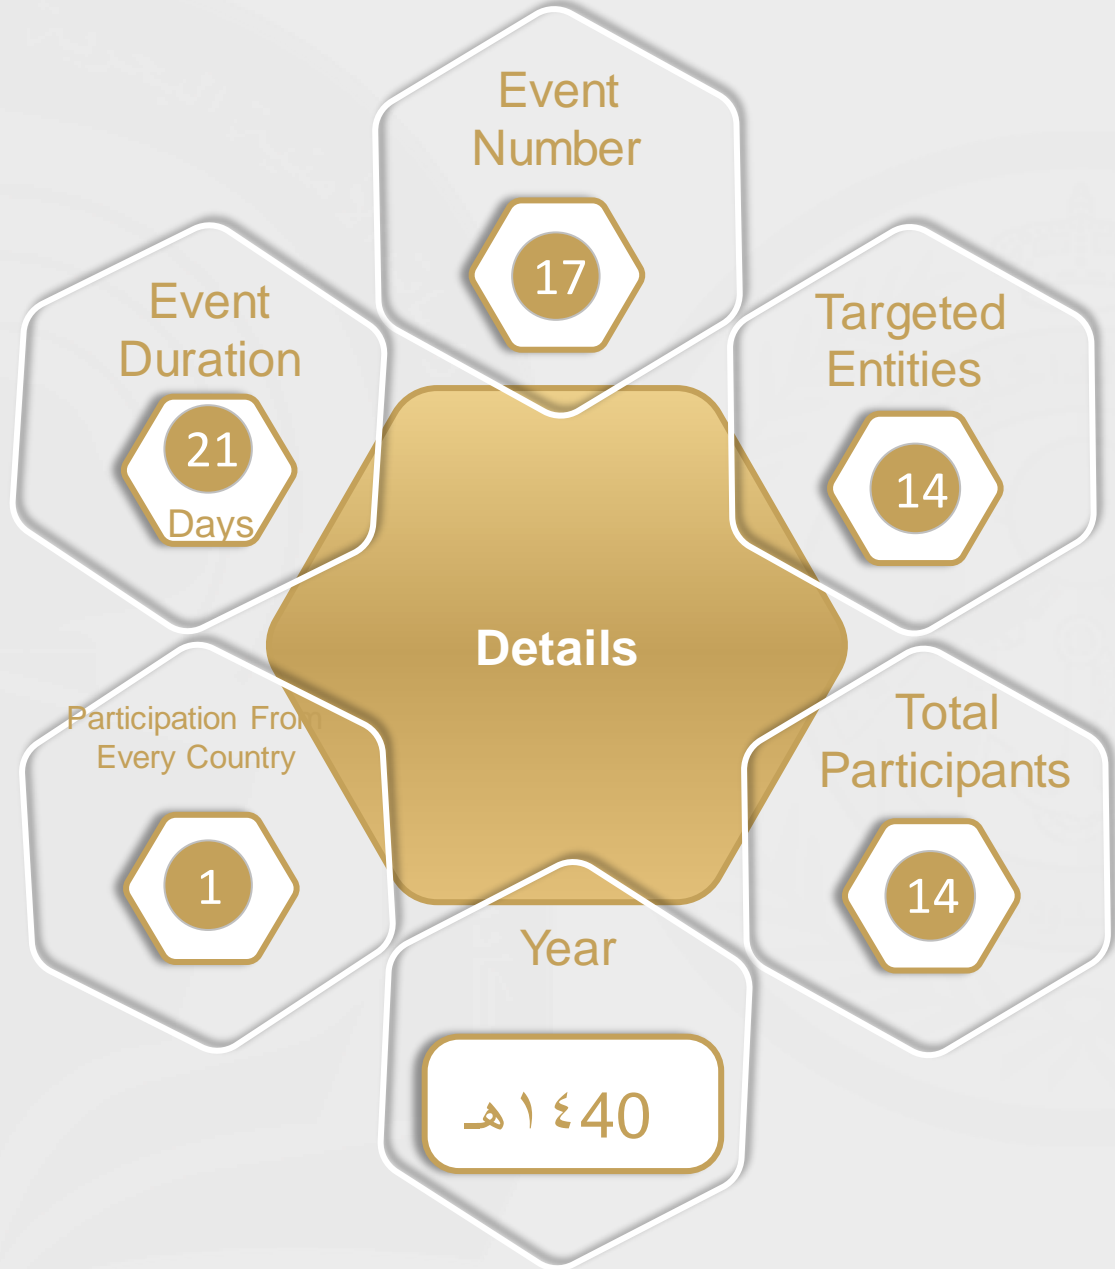 Event
Number
17
Event
Duration
21
Days
Targeted
Entities
14
Details
Participation From
Every Country
1
Total
Participants
14
Year
١٤40هـ